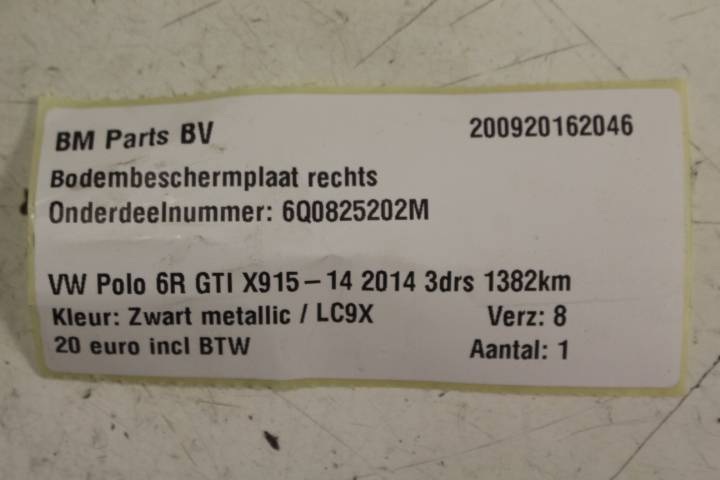 BM Parts BV 200920162046
Bodembeschermplaat rechts
Onderdeelnummer: 6Q0825202M
VW Polo 6R GTI X915-14 2014 3drs 1382km
Kleur: Zwart metallic / LC9X Verz: 8
20 euro incl BTW Aantal: 1